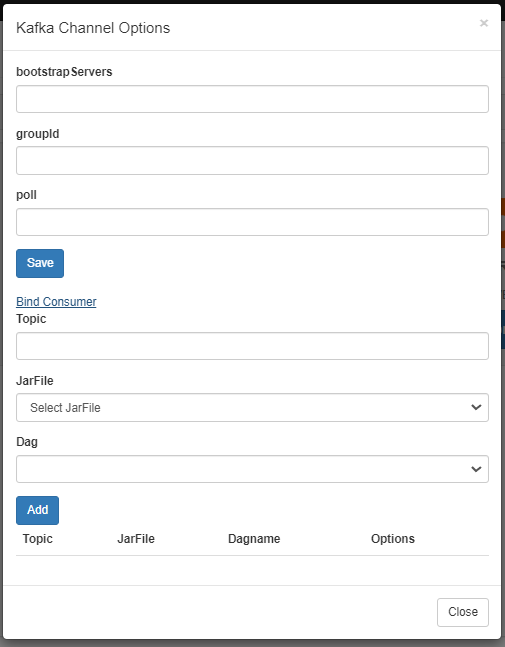 Kafka Channel Options ×
bootstrapServers
groupId
poll
Save
Bind Consumer
Topic
JarFile
Select JarFile
Dag
Add
Topic JarFile Dagname Options
Close